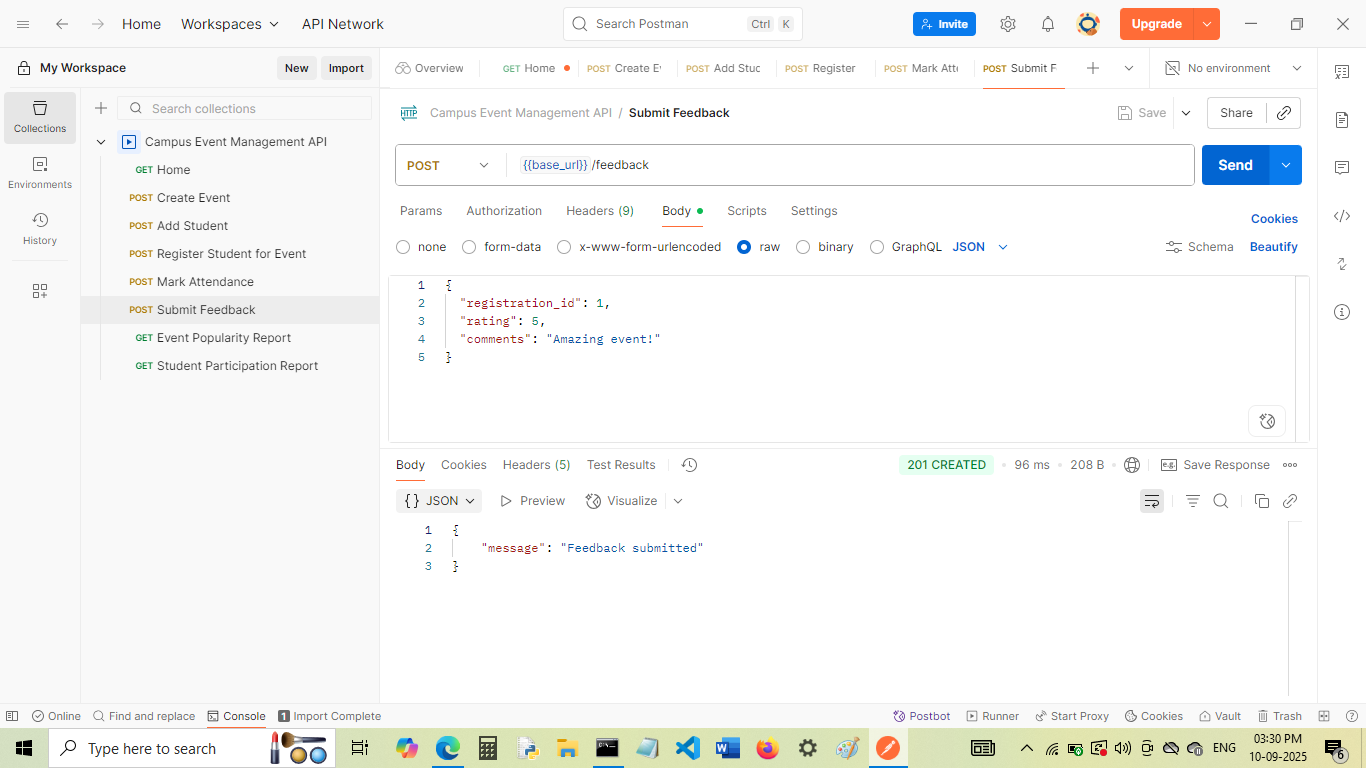 Home Workspaces API Network Search Postman Ctrl K Invite Upgrade
My Workspace New Import Overview GET Home POST Create Ev POST Add Stud POST Register POST Mark Atte POST Submit F No environment
Collections
Environments
History
Search collections
Campus Event Management API
GET Home
POST Create Event
POST Add Student
POST Register Student for Event
POST Mark Attendance
POST Submit Feedback
GET Event Popularity Report
GET Student Participation Report
HTTP Campus Event Management API / Submit Feedback Save Share
POST {{base_url}} /feedback Send
Params Authorization Headers (9) Body Scripts Settings Cookies
none form-data x-www-form-urlencoded raw binary GraphQL JSON Schema Beautify
1 {
2 "registration_id": 1,
3 "rating": 5,
4 "comments": "Amazing event!"
5 }
Body Cookies Headers (5) Test Results 201 CREATED 96 ms 208 B e.g. Save Response
{} JSON Preview Visualize
1 {
2 "message": "Feedback submitted"
3 }
Online Find and replace Console 1 Import Complete Postbot Runner Start Proxy Cookies Vault Trash
Type here to search ENG 03:30 PM
10-09-2025 6